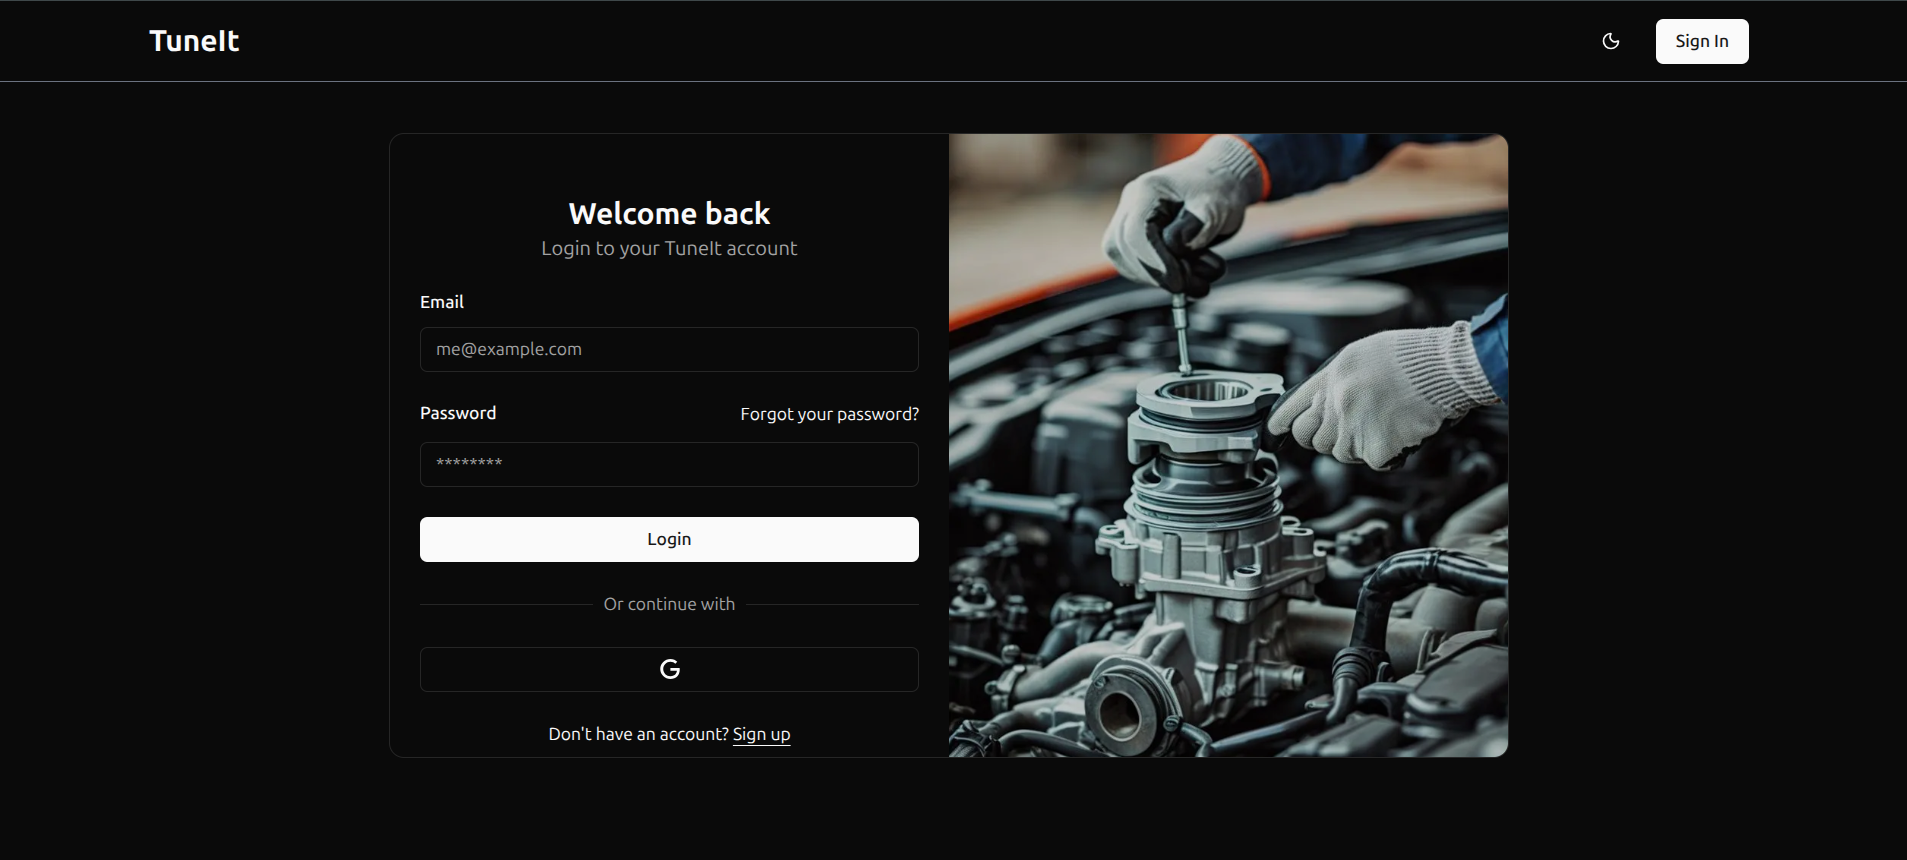 TuneIt
Sign In
Welcome back
Login to your TuneIt account
Email
me@example.com
Password
Forgot your password?
********
Login
Or continue with
G
Don't have an account? Sign up